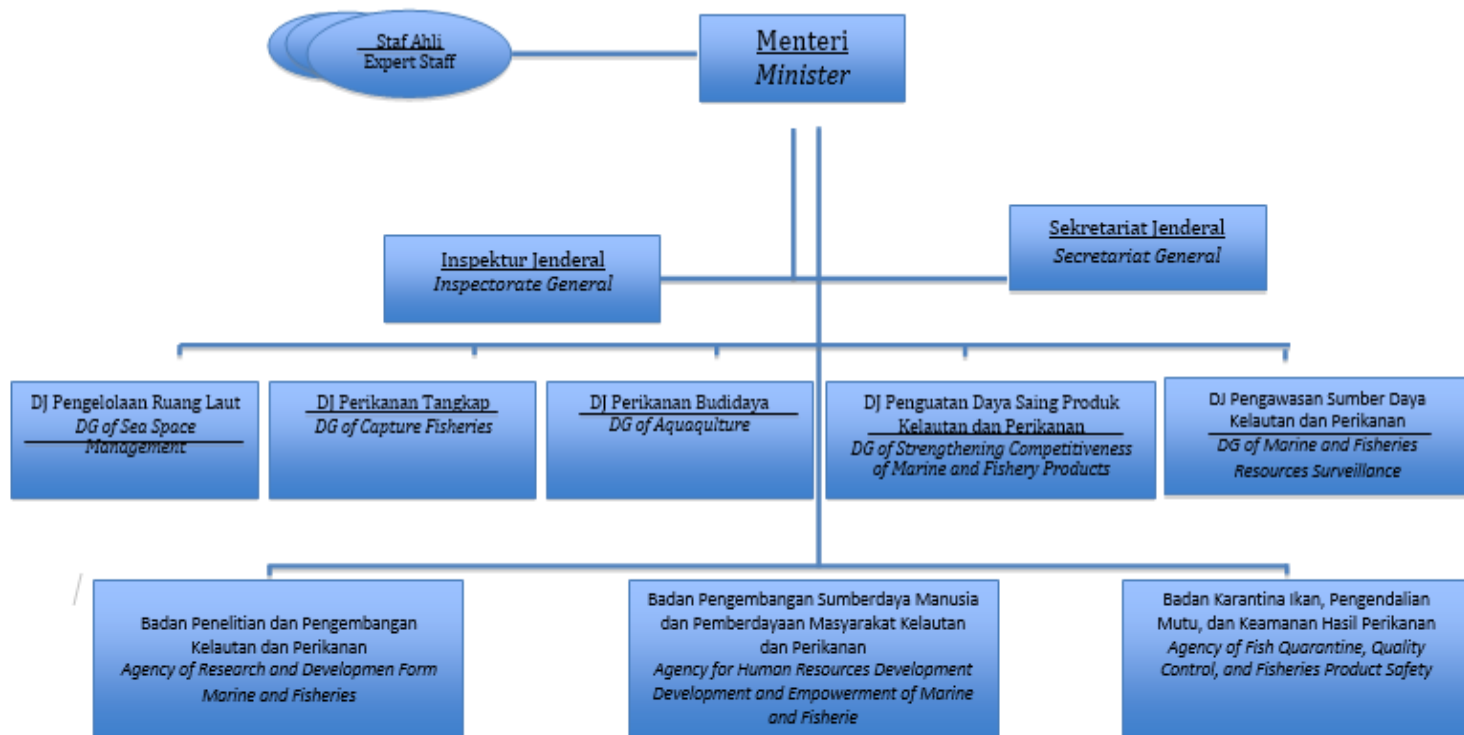 Staf Ahli
Expert Staff
Menteri
Minister
Inspektur Jenderal
Inspectorate General
Sekretariat Jenderal
Secretariat General
DJ Pengelolaan Ruang Laut
DG of Sea Space
Management
DJ Perikanan Tangkap
DG of Capture Fisheries
DJ Perikanan Budidaya
DG of Aquaqulture
DJ Penguatan Daya Saing Produk
Kelautan dan Perikanan
DG of Strengthening Competitiveness
of Marine and Fishery Products
DJ Pengawasan Sumber Daya
Kelautan dan Perikanan
DG of Marine and Fisheries
Resources Surveillance
Badan Penelitian dan Pengembangan
Kelautan dan Perikanan
Agency of Research and Developmen Form
Marine and Fisheries
Badan Pengembangan Sumberdaya Manusia
dan Pemberdayaan Masyarakat Kelautan
dan Perikanan
Agency for Human Resources Development
Development and Empowerment of Marine
and Fisherie
Badan Karantina Ikan, Pengendalian
Mutu, dan Keamanan Hasil Perikanan
Agency of Fish Quarantine, Quality
Control, and Fisheries Product Safety